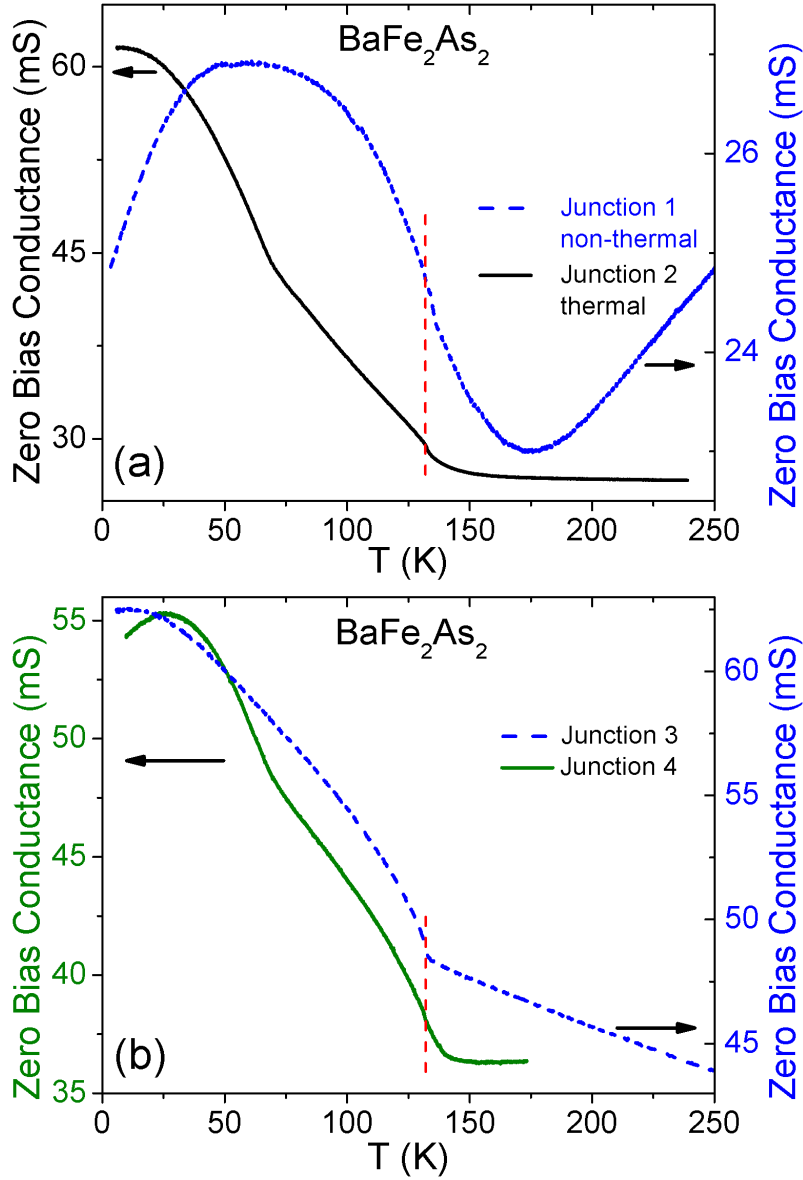 BaFe2As2
Zero Bias Conductance (mS)
60
45
30
Zero Bias Conductance (mS)
26
24
Junction 1
non-thermal
Junction 2
thermal
(a)
0 50 100 150 200 250
T (K)
BaFe2As2
Zero Bias Conductance (mS)
55
50
45
40
35
Zero Bias Conductance (mS)
60
55
50
45
Junction 3
Junction 4
(b)
0 50 100 150 200 250
T (K)